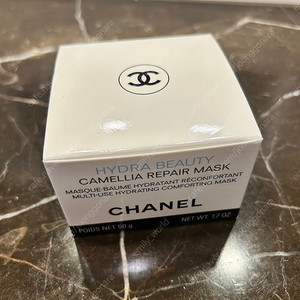 HYDRA BEAUTY
CAMELLIA REPAIR MASK
MASQUE-BAUME HYDRATANT RÉCONFORTANT
MULTI-USE HYDRATING COMFORTING MASK
CHANEL
POIDS NET 50 g NET WT. 1.7 OZ.